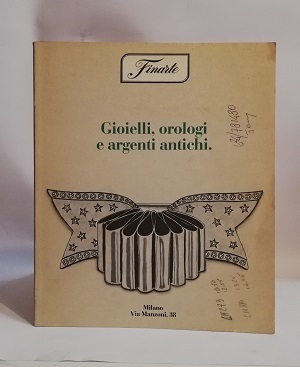 Finarte
Gioielli, orologi
e argenti antichi.
Milano
Via Manzoni, 38